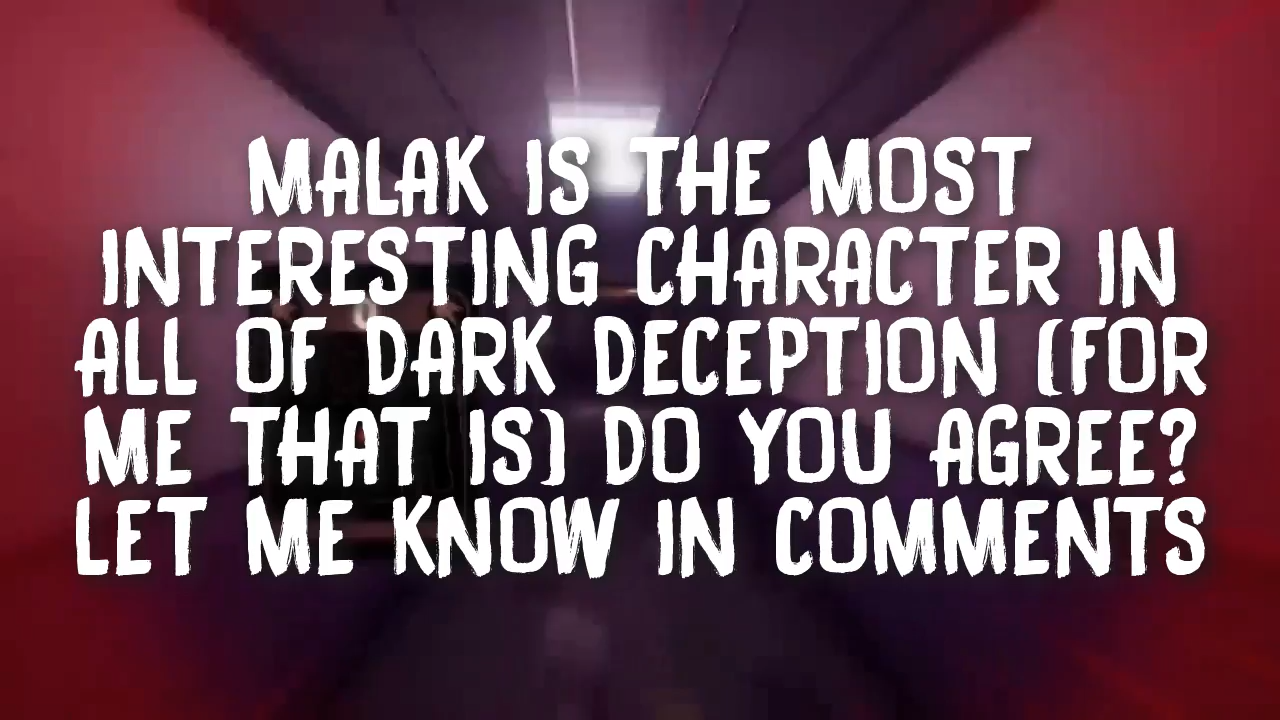 MALAK IS THE MOST
INTERESTING CHARACTER IN
ALL OF DARK DECEPTION (FOR
ME THAT IS) DO YOU AGREE?
LET ME KNOW IN COMMENTS